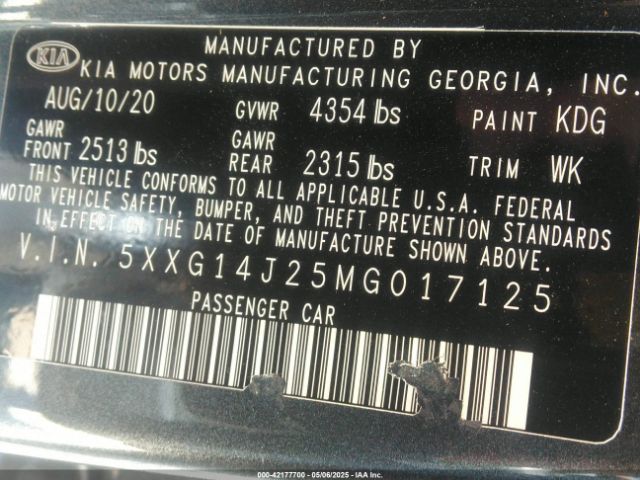 KIA
MANUFACTURED BY
KIA MOTORS MANUFACTURING GEORGIA, INC.
AUG/10/20 GVWR 4354 lbs PAINT KDG
GAWR FRONT 2513 lbs GAWR REAR 2315 lbs TRIM WK
THIS VEHICLE CONFORMS TO ALL APPLICABLE U.S.A. FEDERAL
MOTOR VEHICLE SAFETY, BUMPER, AND THEFT PREVENTION STANDARDS
IN EFFECT ON THE DATE OF MANUFACTURE SHOWN ABOVE.
V.I.N. 5XXG14J25MG017125
PASSENGER CAR
000-42177700 - 05/06/2025 - IAA Inc.